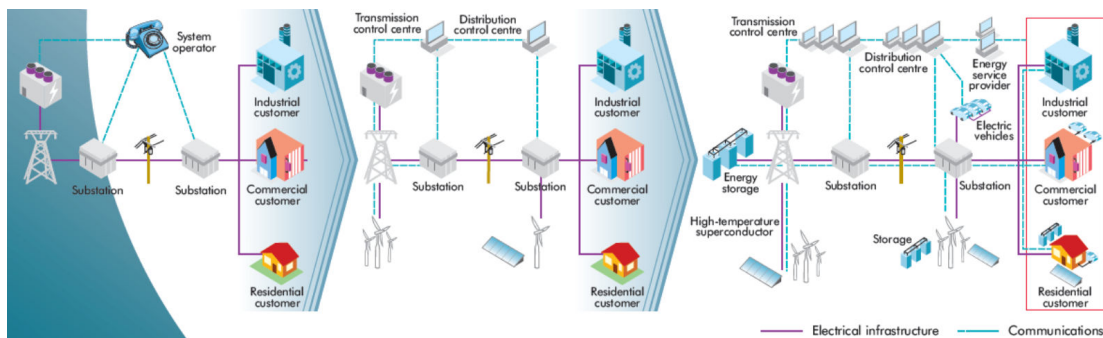 System
operator
Substation
Substation
Industrial
customer
Commercial
customer
Residential
customer
Transmission
control centre
Distribution
control centre
Substation
Substation
Industrial
customer
Commercial
customer
Residential
customer
Transmission
control centre
Distribution
control centre
Energy
service
provider
Electric
vehicles
Energy
storage
Substation
Substation
High-temperature
superconductor
Storage
Industrial
customer
Commercial
customer
Residential
customer
Electrical infrastructure
Communications